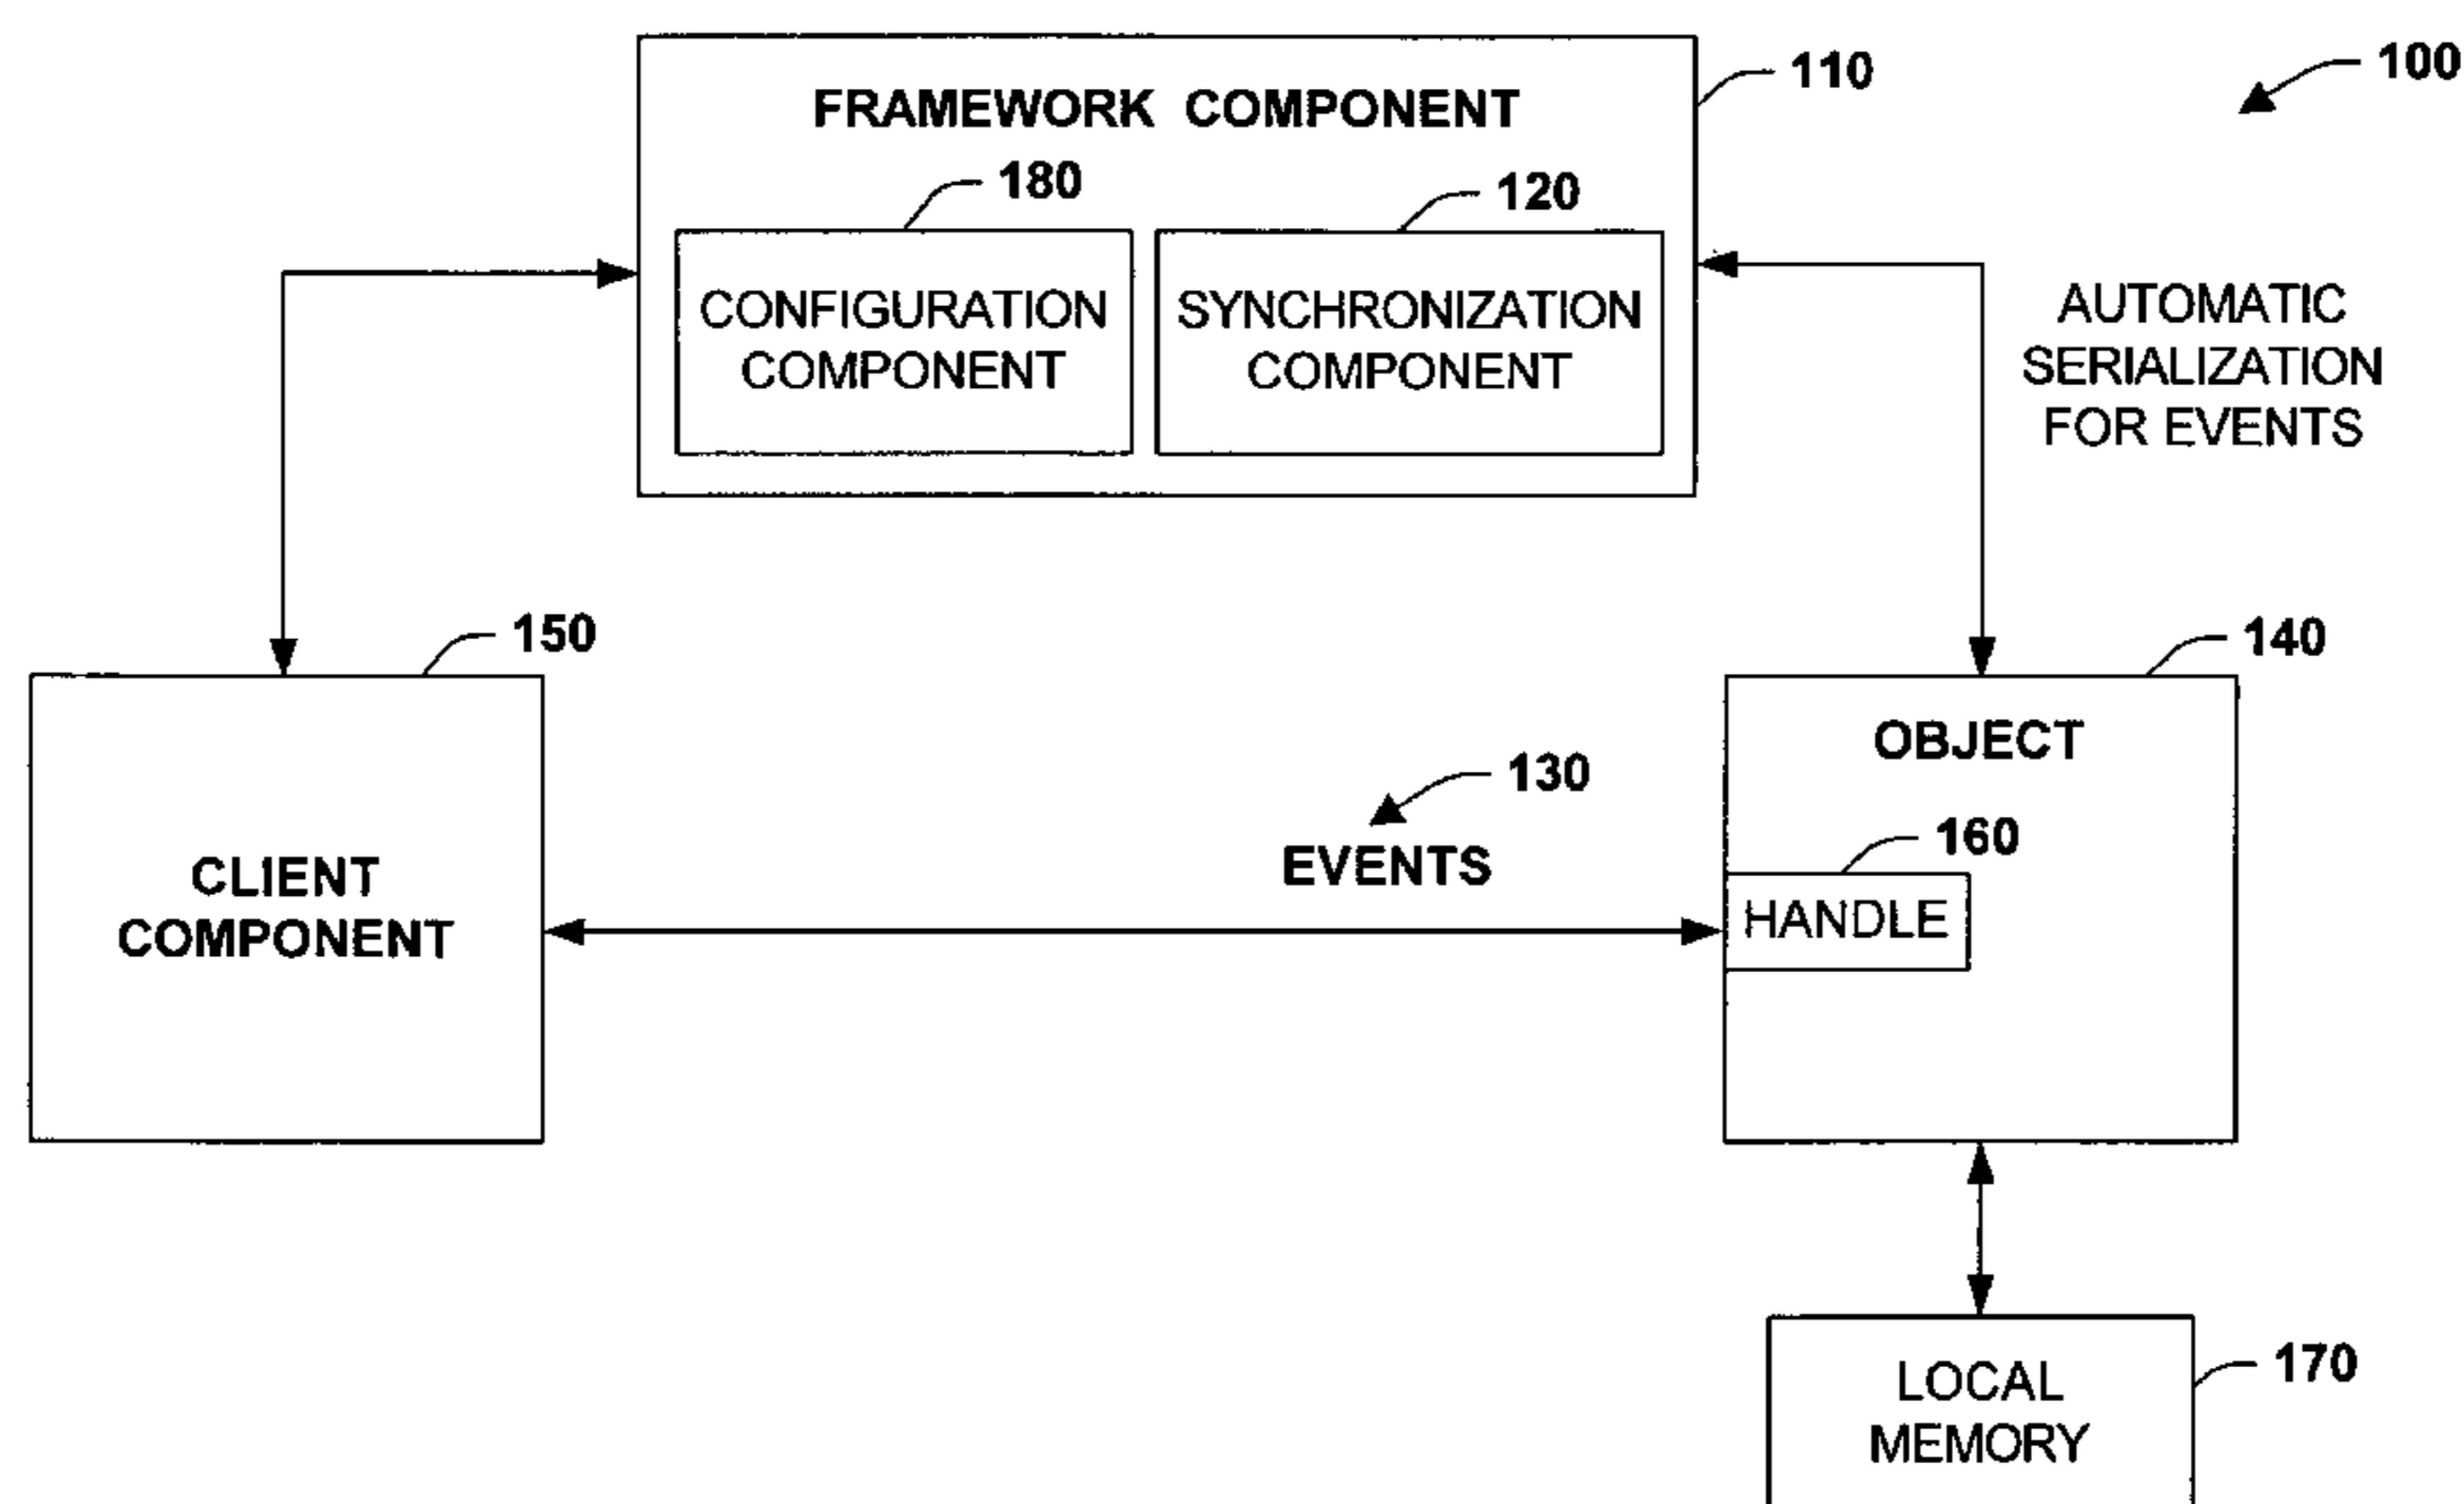 100
110
FRAMEWORK COMPONENT
180
120
CONFIGURATION
COMPONENT
SYNCHRONIZATION
COMPONENT
AUTOMATIC
SERIALIZATION
FOR EVENTS
150
140
CLIENT
COMPONENT
130
EVENTS
OBJECT
160
HANDLE
170
LOCAL
MEMORY